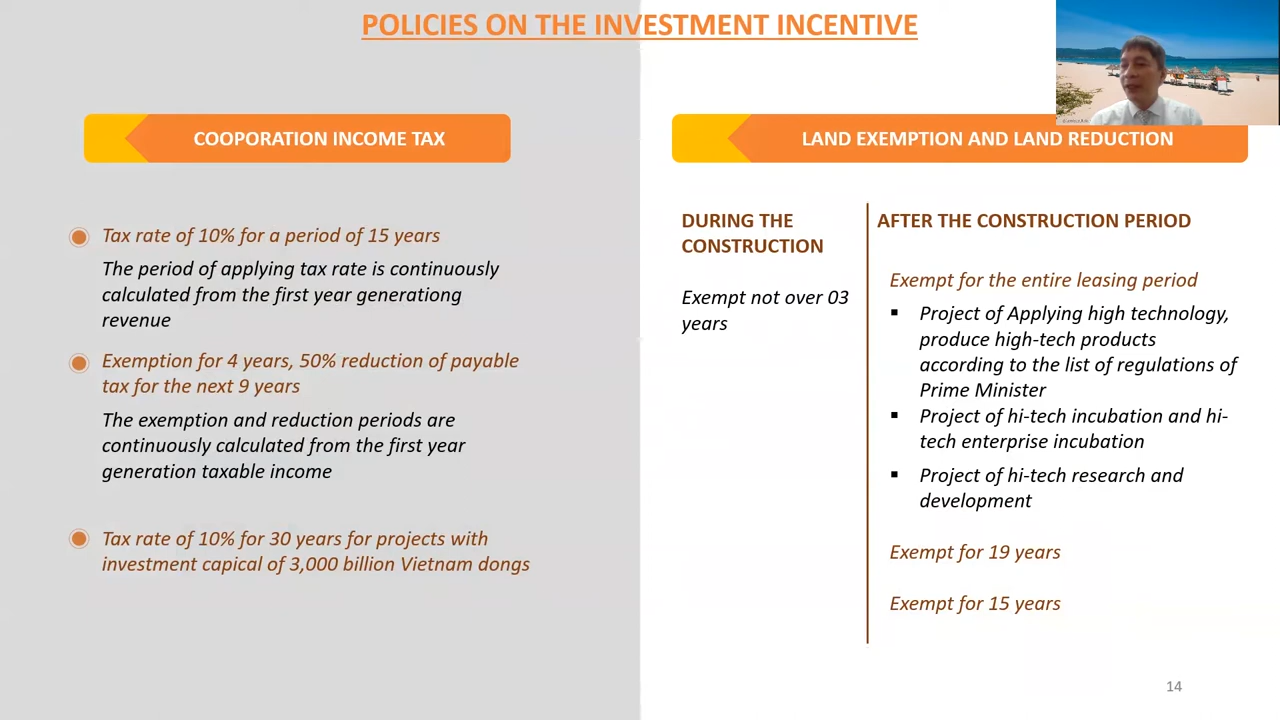 POLICIES ON THE INVESTMENT INCENTIVE
COOPORATION INCOME TAX
Tax rate of 10% for a period of 15 years
The period of applying tax rate is continuously
calculated from the first year generationg
revenue
Exemption for 4 years, 50% reduction of payable
tax for the next 9 years
The exemption and reduction periods are
continuously calculated from the first year
generation taxable income
Tax rate of 10% for 30 years for projects with
investment capical of 3,000 billion Vietnam dongs
LAND EXEMPTION AND LAND REDUCTION
DURING THE
CONSTRUCTION
Exempt not over 03
years
AFTER THE CONSTRUCTION PERIOD
Exempt for the entire leasing period
▪ Project of Applying high technology,
produce high-tech products
according to the list of regulations of
Prime Minister
▪ Project of hi-tech incubation and hi-
tech enterprise incubation
▪ Project of hi-tech research and
development
Exempt for 19 years
Exempt for 15 years
14